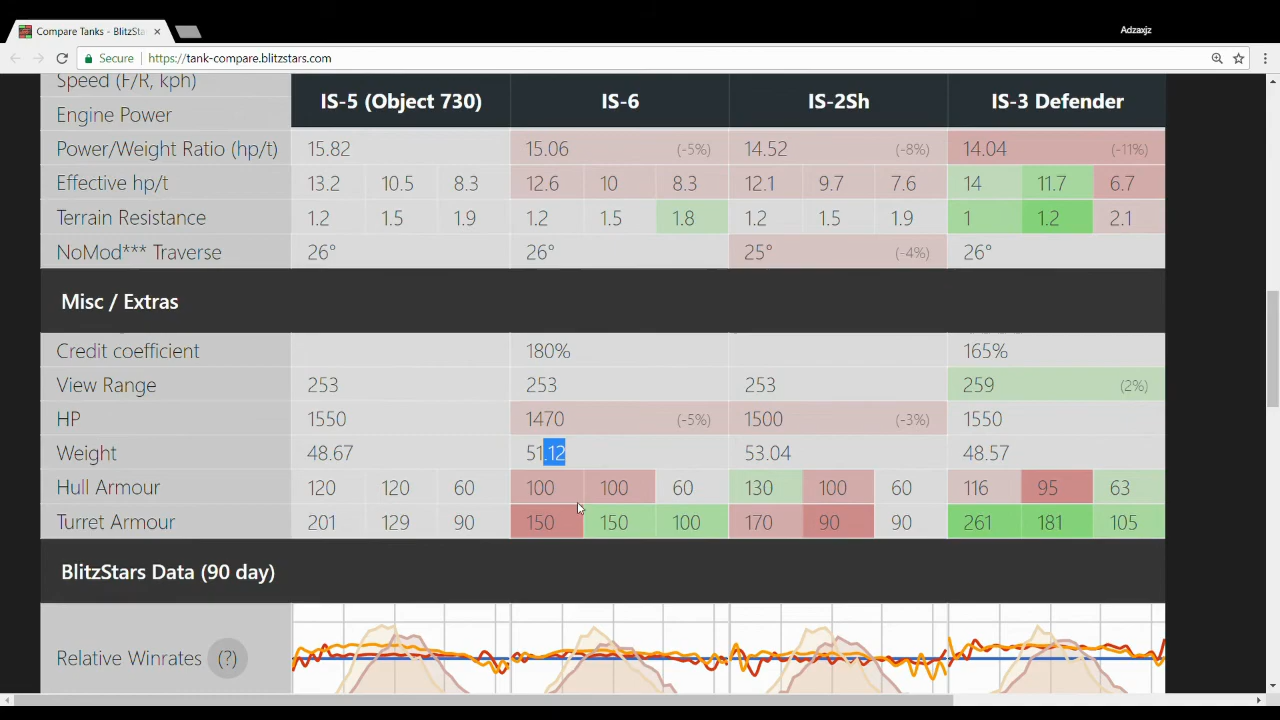 Compare Tanks - BlitzSta
Adzaxjz
Secure https://tank-compare.blitzstars.com
Speed (F/R, kph)
IS-5 (Object 730) IS-6 IS-2Sh IS-3 Defender
Engine Power
Power/Weight Ratio (hp/t) 15.82 15.06 (-5%) 14.52 (-8%) 14.04 (-11%)
Effective hp/t 13.2 10.5 8.3 12.6 10 8.3 12.1 9.7 7.6 14 11.7 6.7
Terrain Resistance 1.2 1.5 1.9 1.2 1.5 1.8 1.2 1.5 1.9 1 1.2 2.1
NoMod*** Traverse 26° 26° 25° (-4%) 26°
Misc / Extras
Credit coefficient 180% 165%
View Range 253 253 253 259 (2%)
HP 1550 1470 (-5%) 1500 (-3%) 1550
Weight 48.67 51.12 53.04 48.57
Hull Armour 120 120 60 100 100 60 130 100 60 116 95 63
Turret Armour 201 129 90 150 150 100 170 90 90 261 181 105
BlitzStars Data (90 day)
Relative Winrates (?)